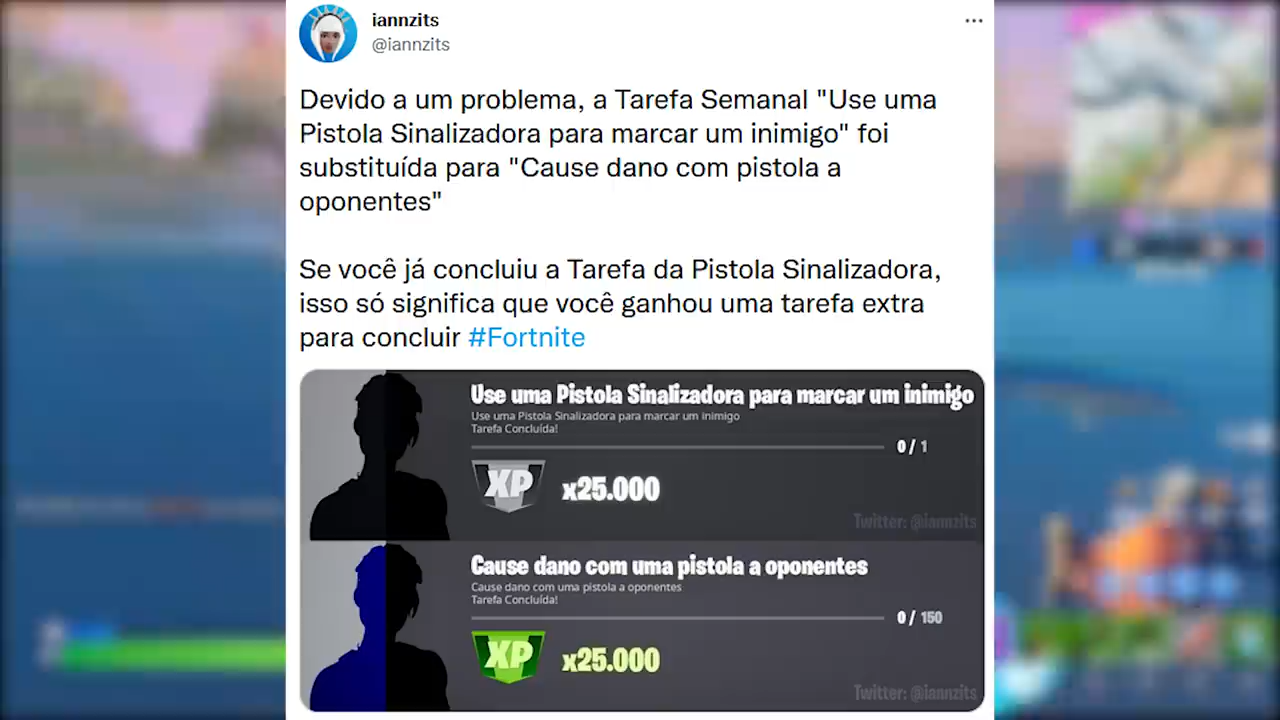 iannzits
@iannzits
Devido a um problema, a Tarefa Semanal "Use uma
Pistola Sinalizadora para marcar um inimigo" foi
substituída para "Cause dano com pistola a
oponentes"
Se você já concluiu a Tarefa da Pistola Sinalizadora,
isso só significa que você ganhou uma tarefa extra
para concluir #Fortnite
Use uma Pistola Sinalizadora para marcar um inimigo
Use uma Pistola Sinalizadora para marcar um inimigo
Tarefa Concluída!
0 / 1
XP x25.000
Twitter: @iannzits
Cause dano com uma pistola a oponentes
Cause dano com uma pistola a oponentes
Tarefa Concluída!
0 / 150
XP x25.000
Twitter: @iannzits